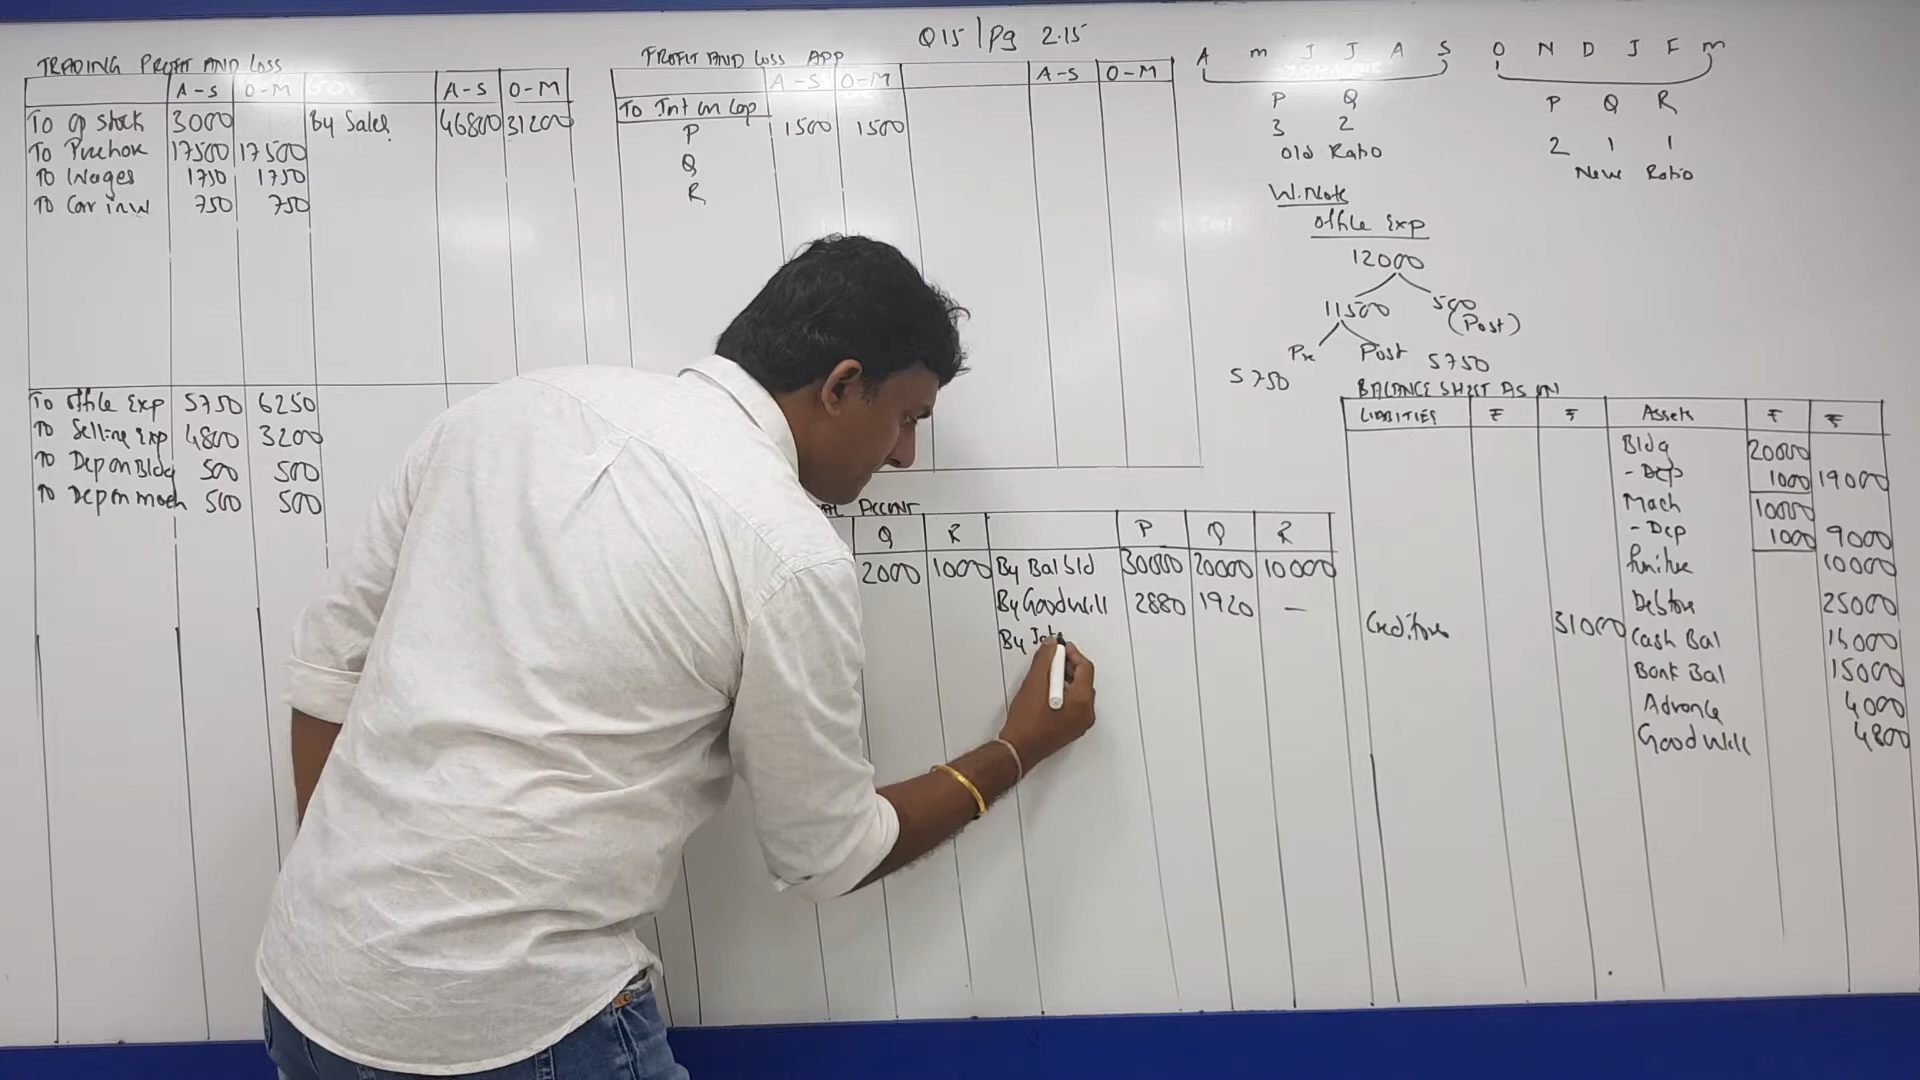 Q15 | Pg 2.15
TRADING PROFIT AND LOSS
A-S O-M A-S O-M
To op stock 3000 By Sales 46800 31200
To Purchase 17500 17500
To Wages 1750 1750
To Car inw 750 750
To office Exp 5750 6250
To Selling Exp 4800 3200
To Dep on Bldg 500 500
To Dep on mach 500 500
PROFIT AND LOSS APP
A-S O-M A-S O-M
To Int on Cap
P 1500 1500
Q
R
A m J J A S O N D J F m
P Q
3 2
Old Ratio
P Q R
2 1 1
New Ratio
W.Note
office Exp
12000
11500 500
(Post)
Pre Post
5750 5750
ACCOUNT
Q R P Q R
2000 1000 By Bal b/d 30000 20000 10000
By Goodwill 2880 1920 —
By
BALANCE SHEET AS ON
LIABILITIES ₹ ₹ Assets ₹ ₹
Bldg 20000
- Dep 1000 19000
Mach 10000
- Dep 1000 9000
Furniture 10000
Debtors 25000
Creditors 31000 Cash Bal
Bank Bal 15000
Advance 4000
Goodwill 4800